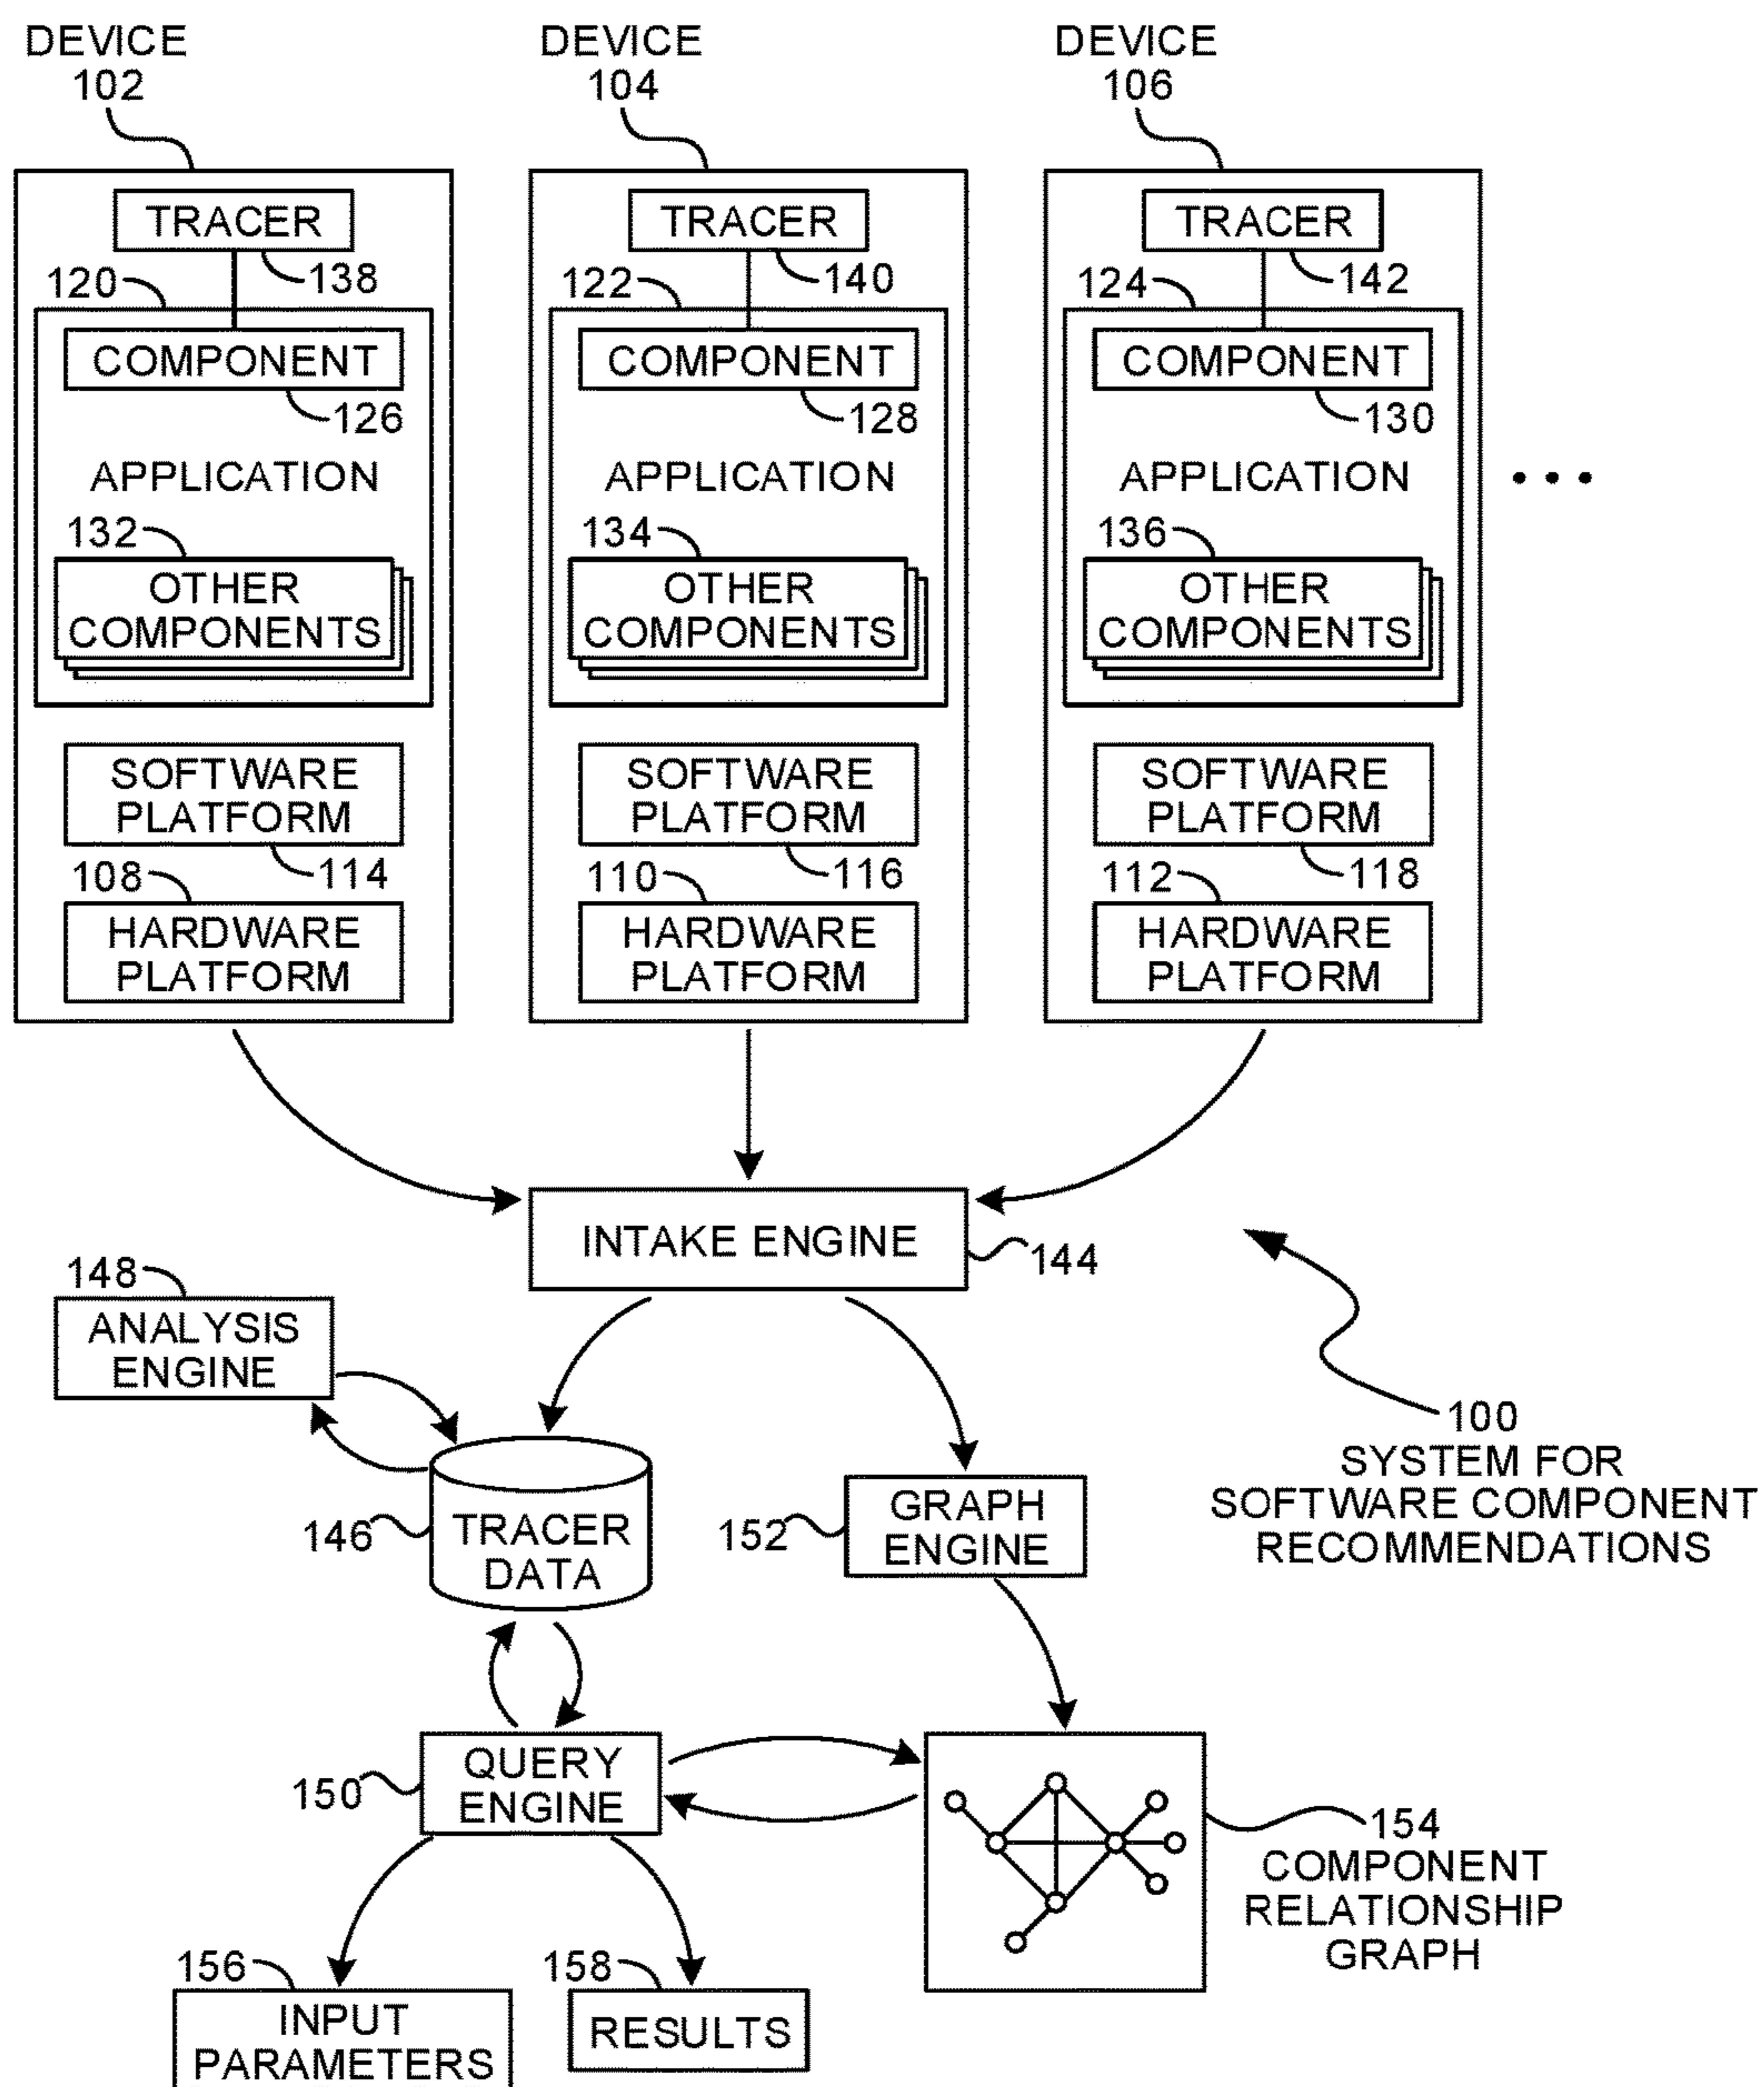 DEVICE
102
DEVICE
104
DEVICE
106
TRACER
138
120
COMPONENT
126
APPLICATION
132
OTHER
COMPONENTS
SOFTWARE
PLATFORM
114
108
HARDWARE
PLATFORM
TRACER
140
122
COMPONENT
128
APPLICATION
134
OTHER
COMPONENTS
SOFTWARE
PLATFORM
116
110
HARDWARE
PLATFORM
TRACER
142
124
COMPONENT
130
APPLICATION
136
OTHER
COMPONENTS
SOFTWARE
PLATFORM
118
112
HARDWARE
PLATFORM
• • •
INTAKE ENGINE
144
148
ANALYSIS
ENGINE
146
TRACER
DATA
152
GRAPH
ENGINE
100
SYSTEM FOR
SOFTWARE COMPONENT
RECOMMENDATIONS
150
QUERY
ENGINE
154
COMPONENT
RELATIONSHIP
GRAPH
156
INPUT
PARAMETERS
158
RESULTS